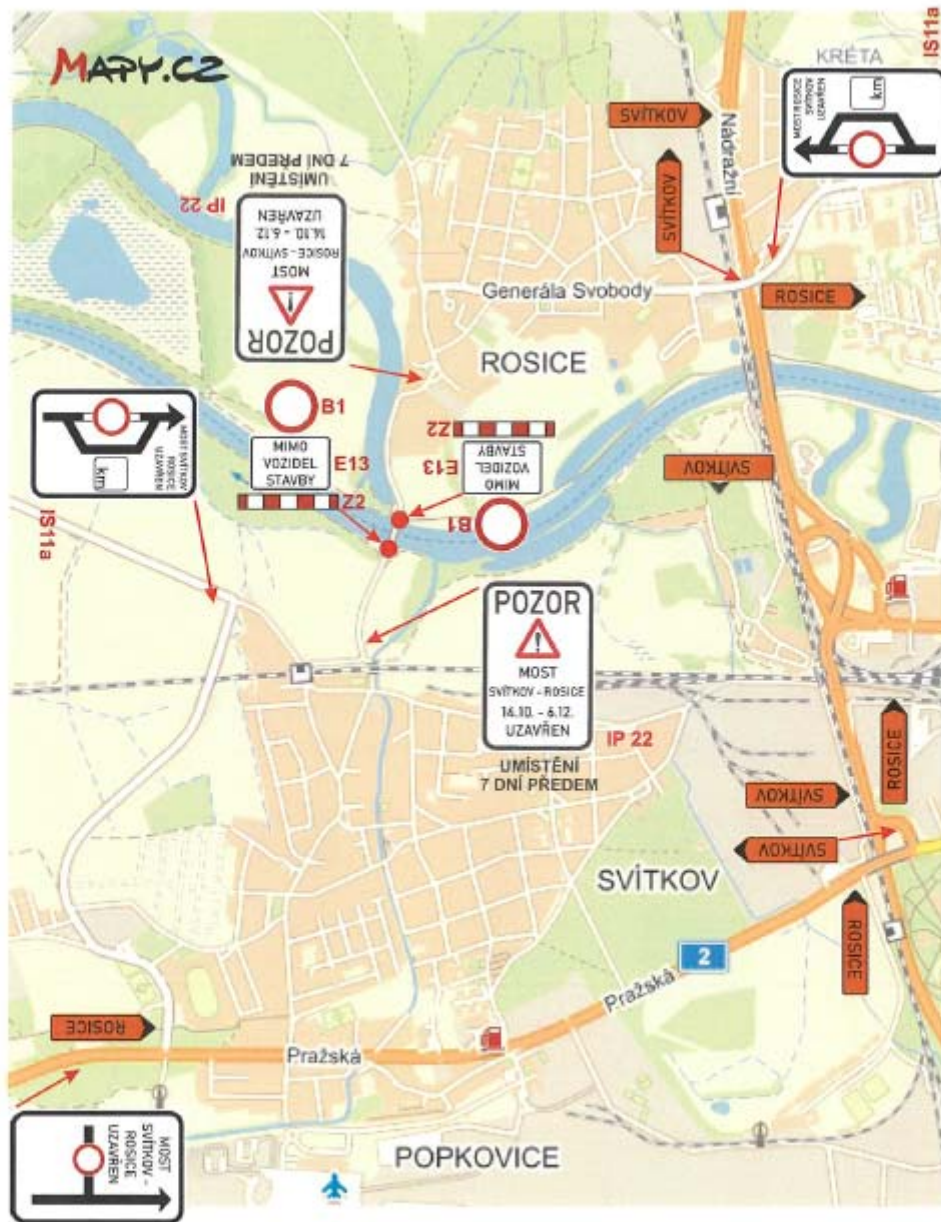 MAPY.CZ
IS11a
KRÉTA
km
MOST ROSICE
SVÍTKOV
UZAVŘEN
SVÍTKOV
Nádražní
SVÍTKOV
UMÍSTĚNÍ
7 DNÍ PŘEDEM
IP 22
POZOR
MOST
ROSICE - SVÍTKOV
14.10. - 6.12.
UZAVŘEN
Generála Svobody
ROSICE
ROSICE
B1
MIMO
VOZIDEL
STAVBY
E13
Z2
Z2
MIMO
VOZIDEL
STAVBY
E13
B1
SVÍTKOV
MOST SVÍTKOV
ROSICE
UZAVŘEN
km
IS11a
POZOR
MOST
SVÍTKOV - ROSICE
14.10. - 6.12.
UZAVŘEN
IP 22
UMÍSTĚNÍ
7 DNÍ PŘEDEM
ROSICE
SVÍTKOV
SVÍTKOV
SVÍTKOV
ROSICE
2
Pražská
ROSICE
Pražská
MOST
SVÍTKOV -
ROSICE
UZAVŘEN
POPKOVICE